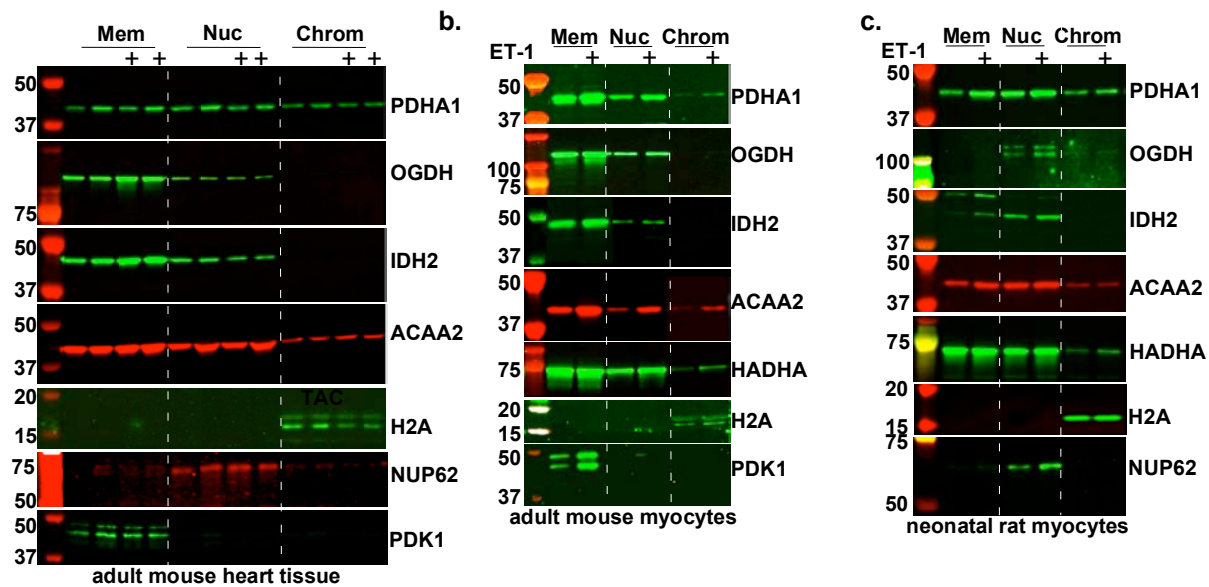 Mem Nuc Chrom
+ + + + + +
50
37
PDHA1
OGDH
75
50
37
IDH2
50
37
ACAA2
20
15
TAC
H2A
75
50
NUP62
50
37
PDK1
adult mouse heart tissue
b.
Mem Nuc Chrom
ET-1 + + +
50
37
PDHA1
100
75
OGDH
50
37
IDH2
50
37
ACAA2
75
HADHA
20
15
H2A
50
37
PDK1
adult mouse myocytes
c.
Mem Nuc Chrom
ET-1 + + +
50
37
PDHA1
100
OGDH
50
37
IDH2
50
37
ACAA2
75
HADHA
20
15
H2A
75
50
NUP62
neonatal rat myocytes